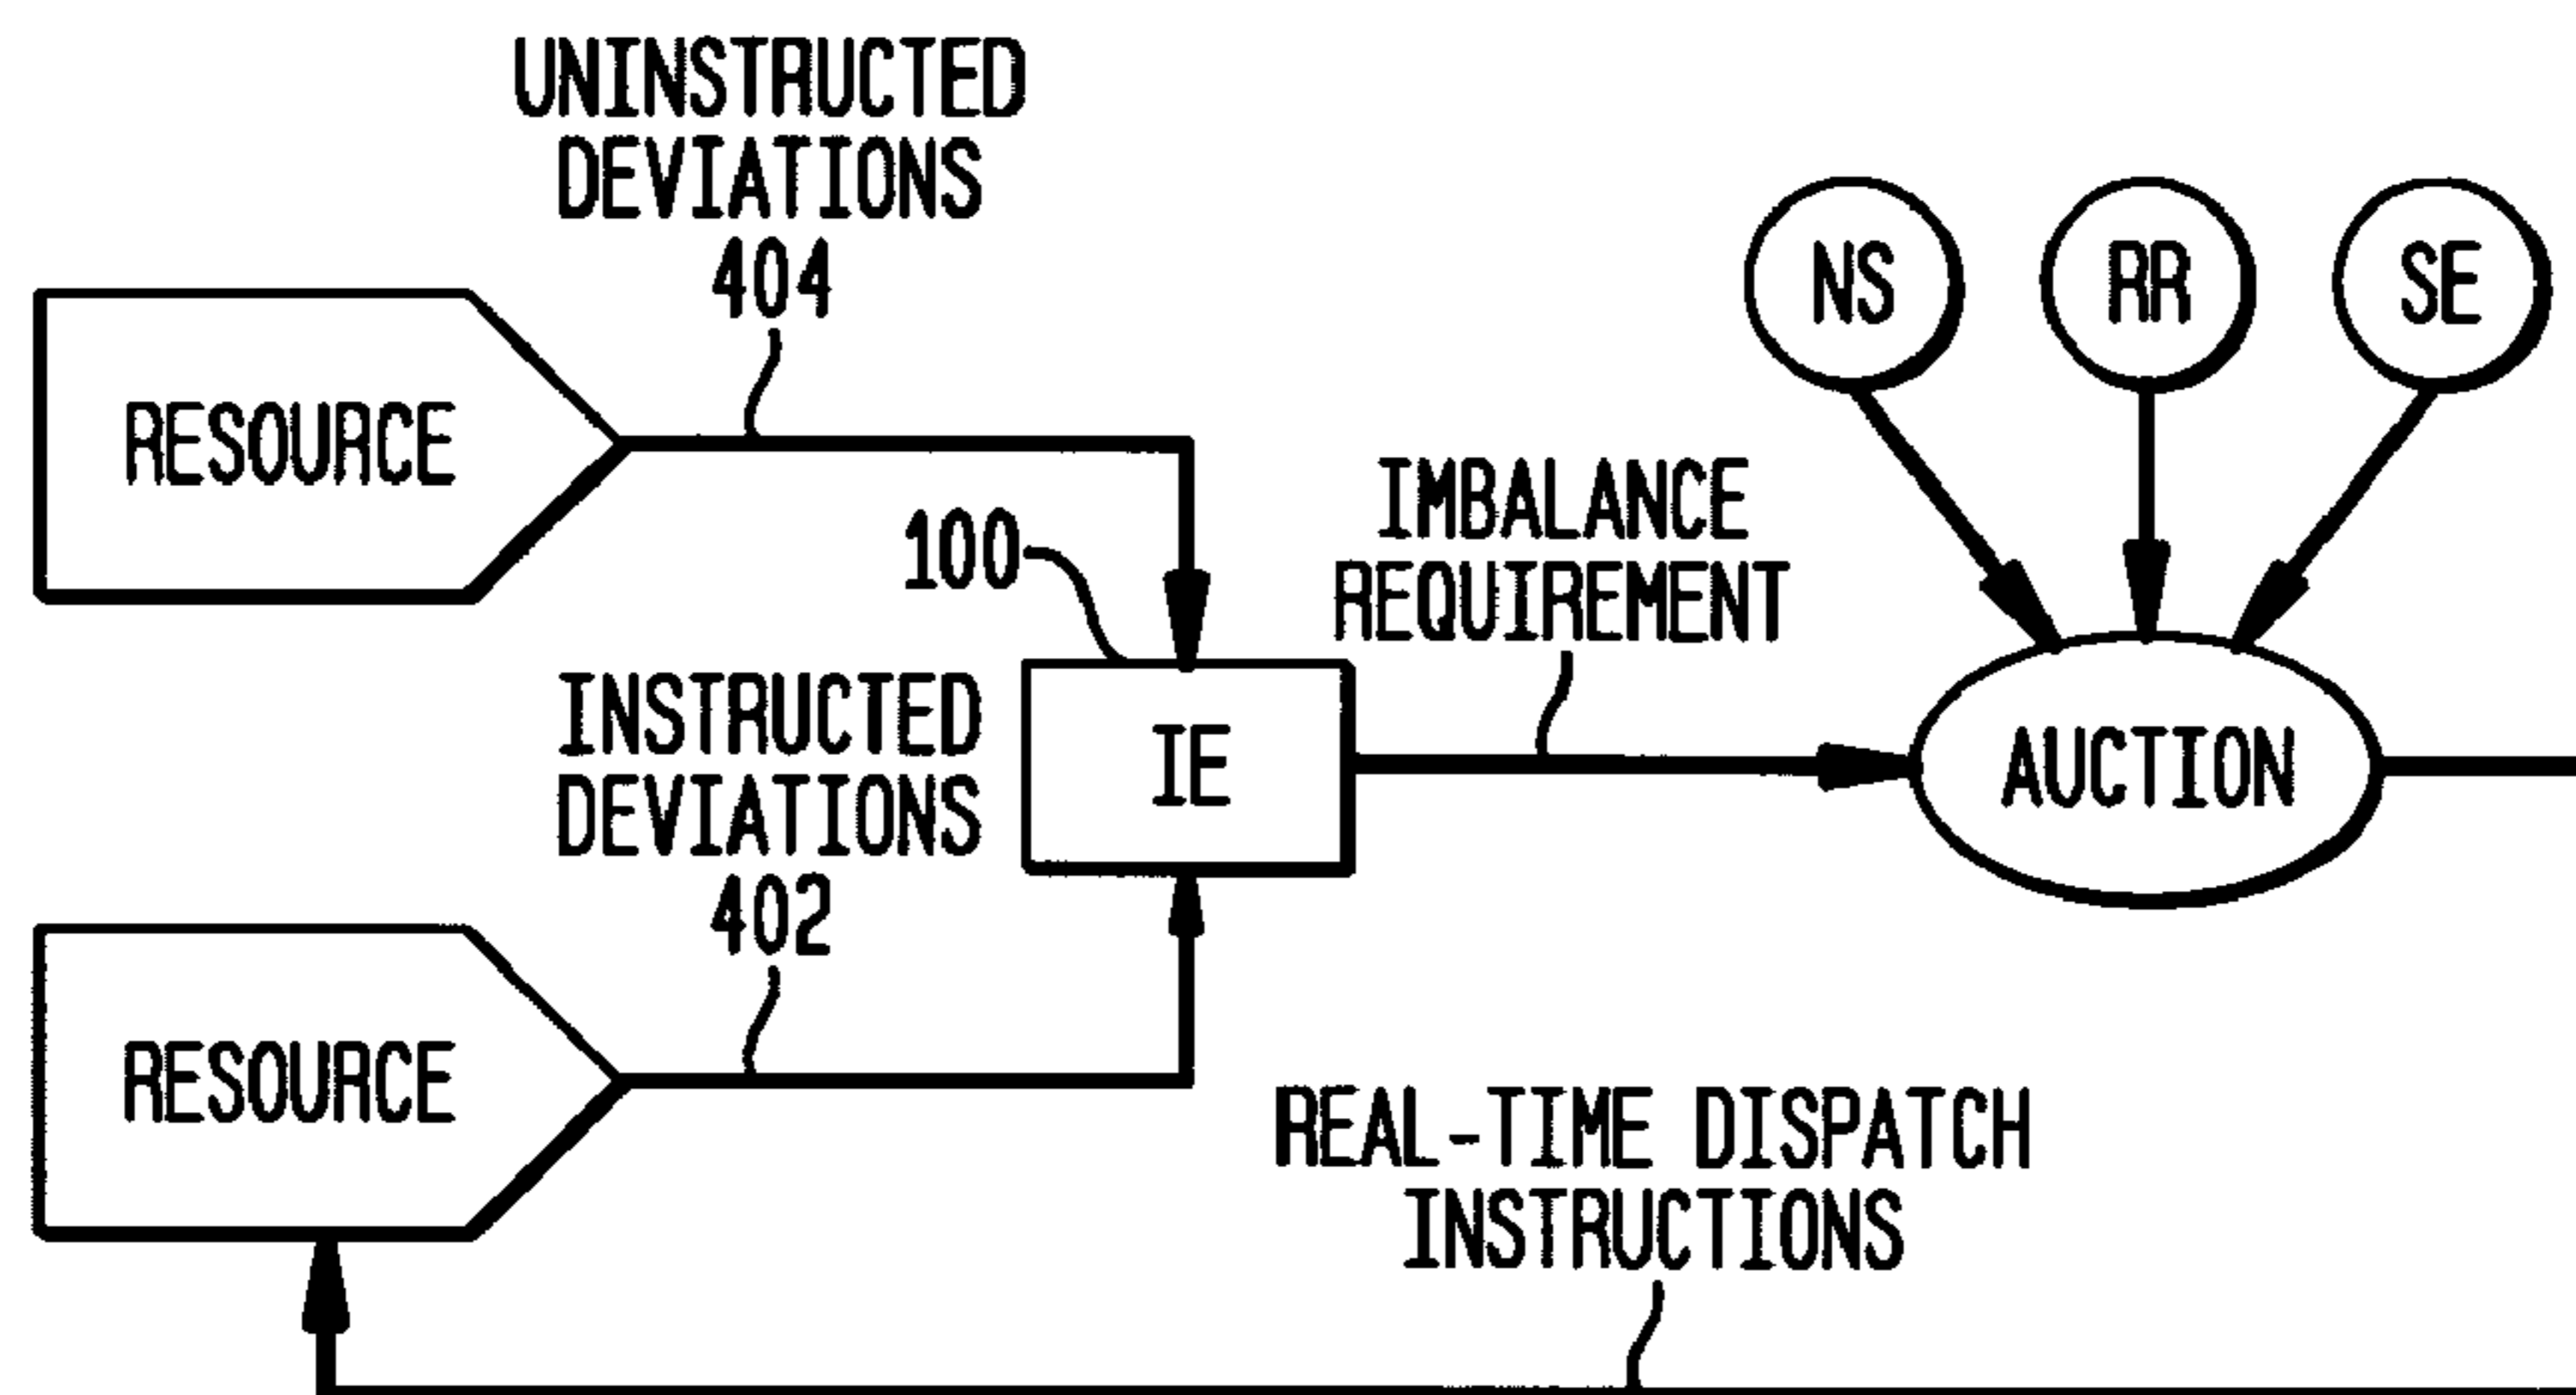 UNINSTRUCTED
DEVIATIONS
404
NS
RR
SE
RESOURCE
100
IMBALANCE
REQUIREMENT
INSTRUCTED
DEVIATIONS
402
IE
AUCTION
RESOURCE
REAL-TIME DISPATCH
INSTRUCTIONS